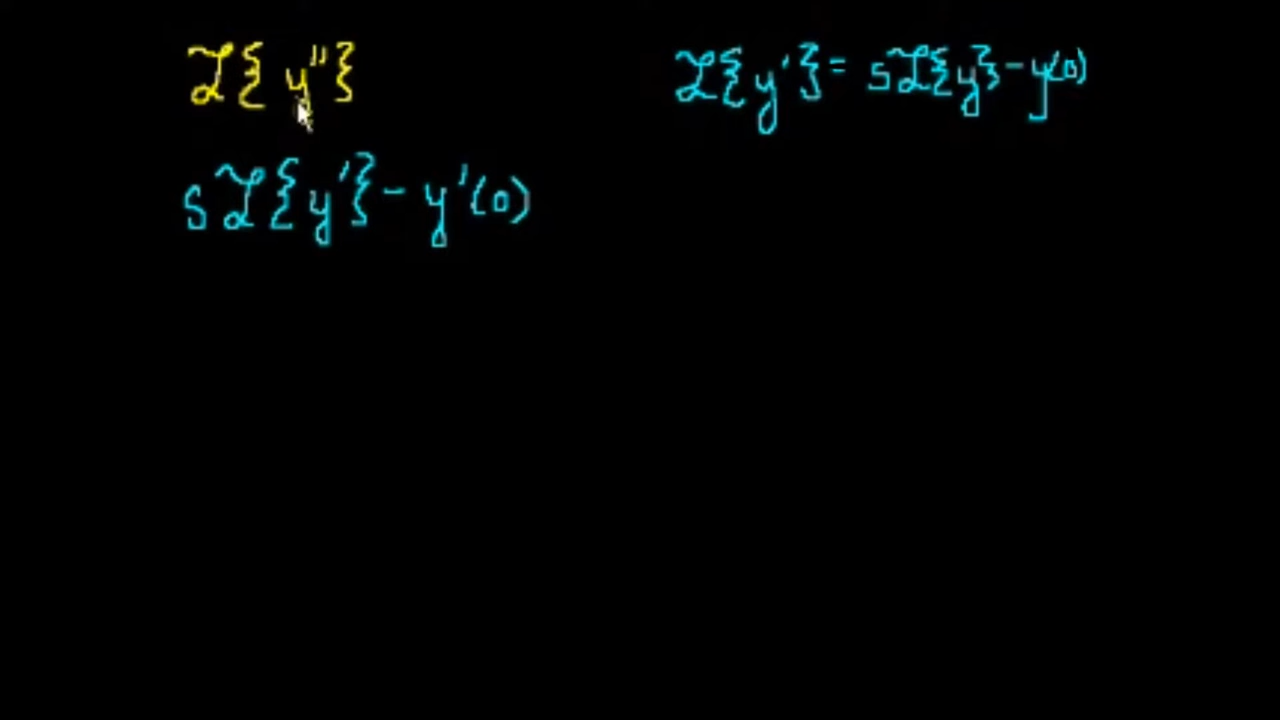 ℒ{y''}
ℒ{y'} = sℒ{y} - y(0)
sℒ{y'} - y'(0)